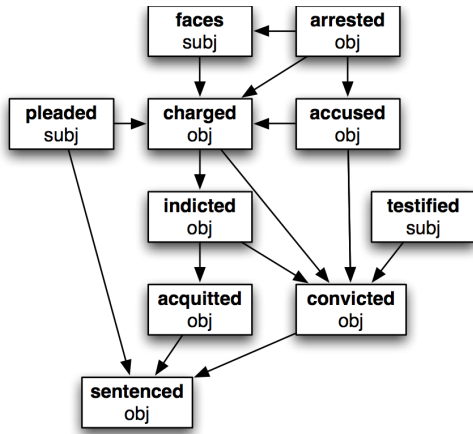 faces
subj
arrested
obj
pleaded
subj
charged
obj
accused
obj
indicted
obj
testified
subj
acquitted
obj
convicted
obj
sentenced
obj